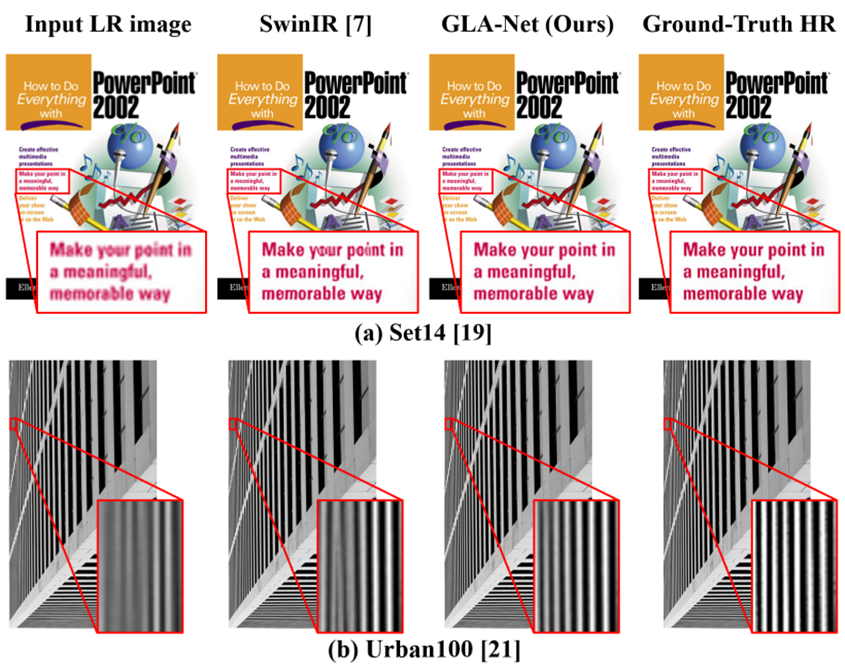 Input LR image
SwinIR [7]
GLA-Net (Ours)
Ground-Truth HR
How to Do
Everything
with
PowerPoint
2002
Create effective
multimedia
presentations
Make your point in
a meaningful,
memorable way
Deliver
your show
on-screen
or on the Web
Make your point in
a meaningful,
memorable way
Ellen
How to Do
Everything
with
PowerPoint
2002
Create effective
multimedia
presentations
Make your point in
a meaningful,
memorable way
Deliver
your show
on-screen
or on the Web
Make your point in
a meaningful,
memorable way
Ellen
How to Do
Everything
with
PowerPoint
2002
Create effective
multimedia
presentations
Make your point in
a meaningful,
memorable way
Deliver
your show
on-screen
or on the Web
Make your point in
a meaningful,
memorable way
Ellen
How to Do
Everything
with
PowerPoint
2002
Create effective
multimedia
presentations
Make your point in
a meaningful,
memorable way
Deliver
your show
on-screen
or on the Web
Make your point in
a meaningful,
memorable way
Ellen
(a) Set14 [19]
(b) Urban100 [21]